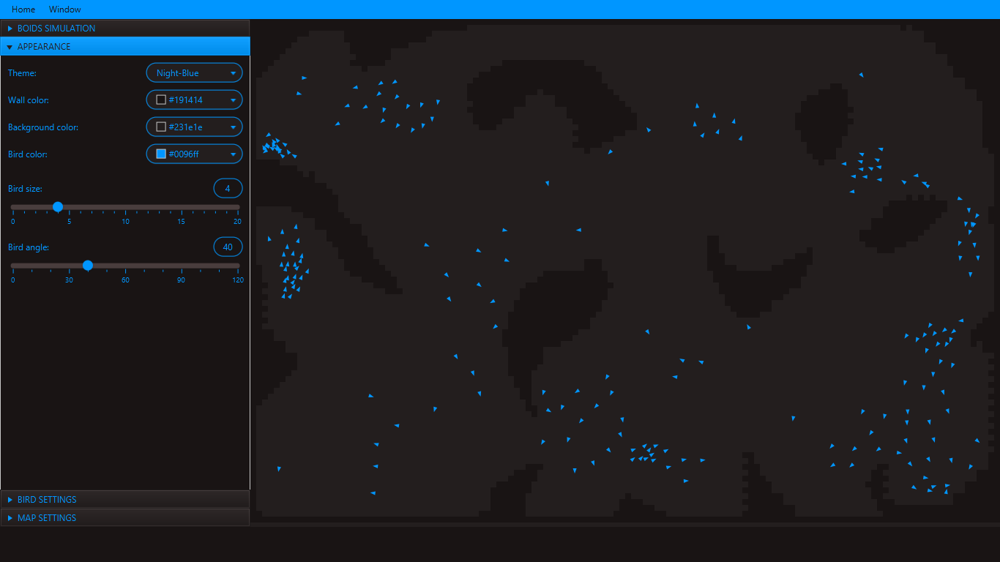 Home Window
BOIDS SIMULATION
APPEARANCE
Theme: Night-Blue
Wall color: #191414
Background color: #231e1e
Bird color: #0096ff
Bird size: 4
0 5 10 15 20
Bird angle: 40
0 30 60 90 120
BIRD SETTINGS
MAP SETTINGS